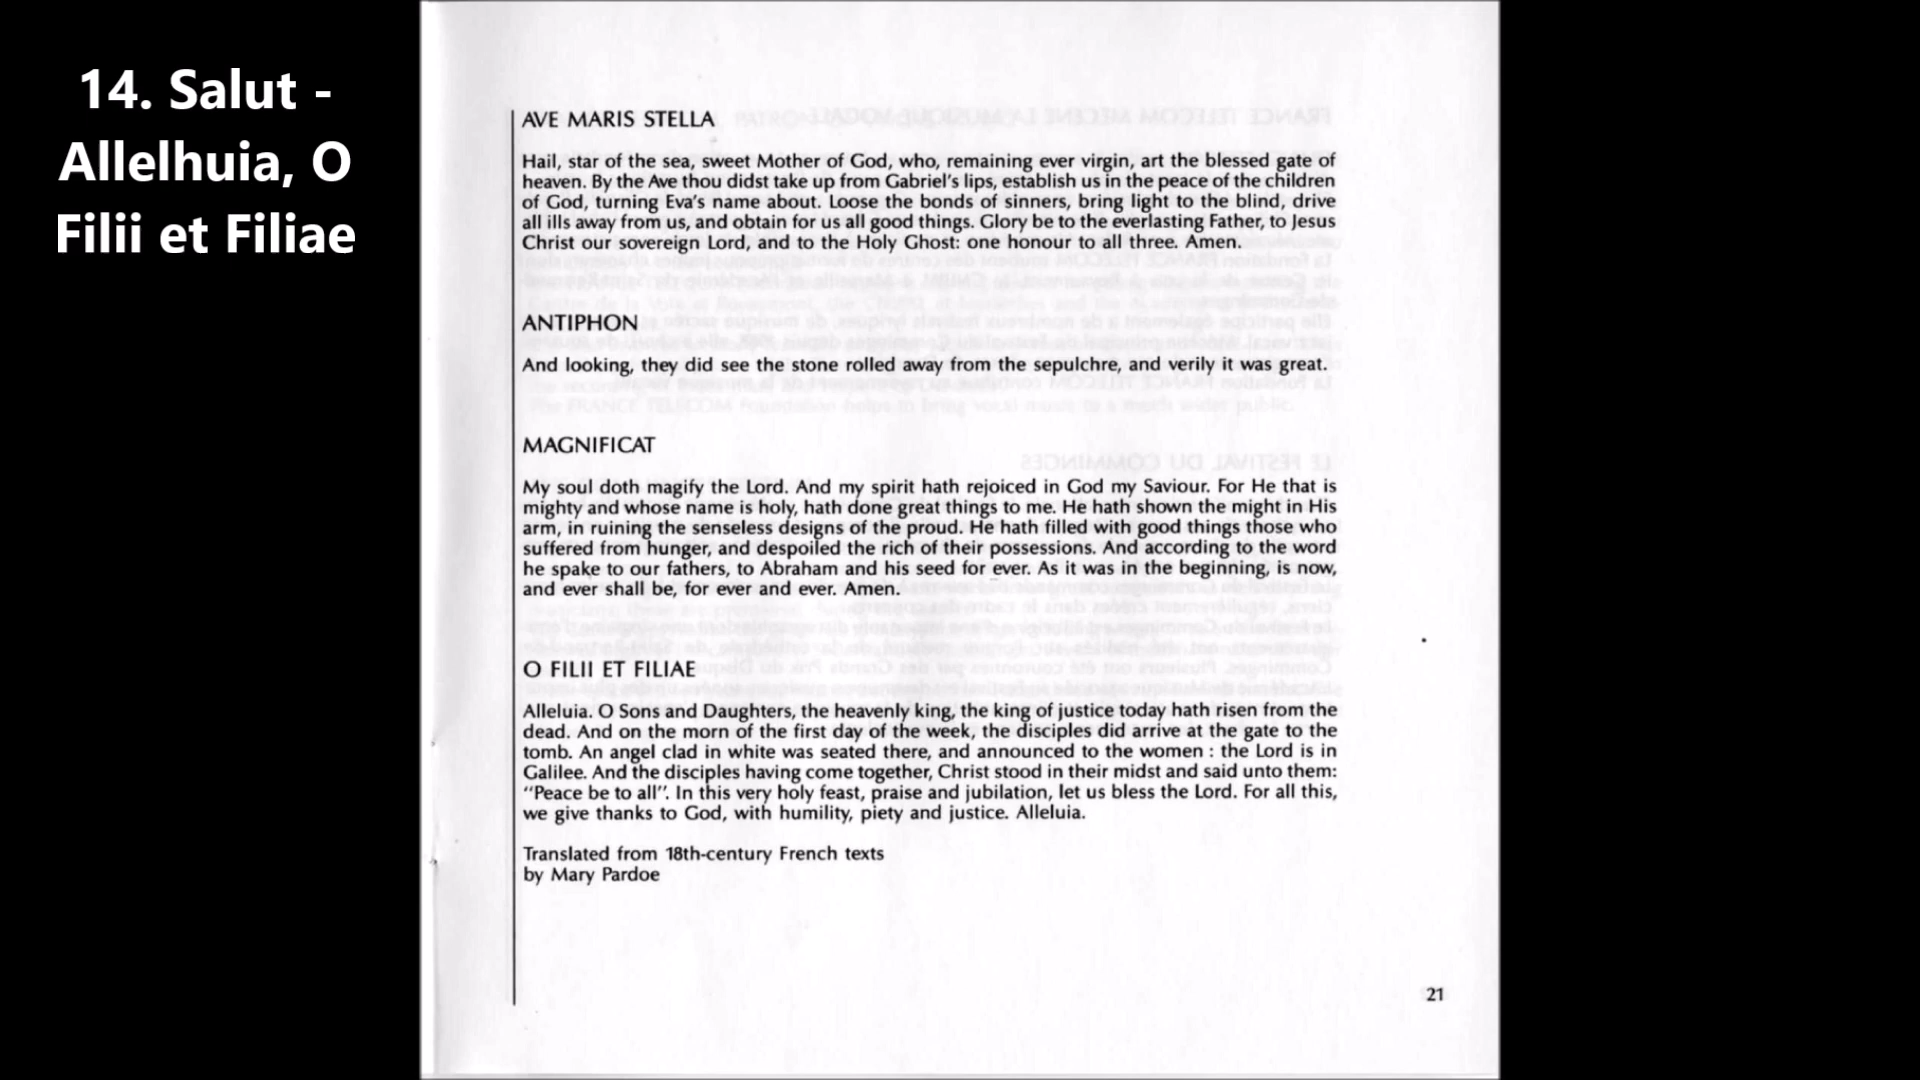 14. Salut -
Allelhuia, O
Filii et Filiae
AVE MARIS STELLA
Hail, star of the sea, sweet Mother of God, who, remaining ever virgin, art the blessed gate of
heaven. By the Ave thou didst take up from Gabriel's lips, establish us in the peace of the children
of God, turning Eva's name about. Loose the bonds of sinners, bring light to the blind, drive
all ills away from us, and obtain for us all good things. Glory be to the everlasting Father, to Jesus
Christ our sovereign Lord, and to the Holy Ghost: one honour to all three. Amen.
ANTIPHON
And looking, they did see the stone rolled away from the sepulchre, and verily it was great.
MAGNIFICAT
My soul doth magify the Lord. And my spirit hath rejoiced in God my Saviour. For He that is
mighty and whose name is holy, hath done great things to me. He hath shown the might in His
arm, in ruining the senseless designs of the proud. He hath filled with good things those who
suffered from hunger, and despoiled the rich of their possessions. And according to the word
he spake to our fathers, to Abraham and his seed for ever. As it was in the beginning, is now,
and ever shall be, for ever and ever. Amen.
O FILII ET FILIAE
Alleluia. O Sons and Daughters, the heavenly king, the king of justice today hath risen from the
dead. And on the morn of the first day of the week, the disciples did arrive at the gate to the
tomb. An angel clad in white was seated there, and announced to the women : the Lord is in
Galilee. And the disciples having come together, Christ stood in their midst and said unto them:
"Peace be to all". In this very holy feast, praise and jubilation, let us bless the Lord. For all this,
we give thanks to God, with humility, piety and justice. Alleluia.
Translated from 18th-century French texts
by Mary Pardoe
21